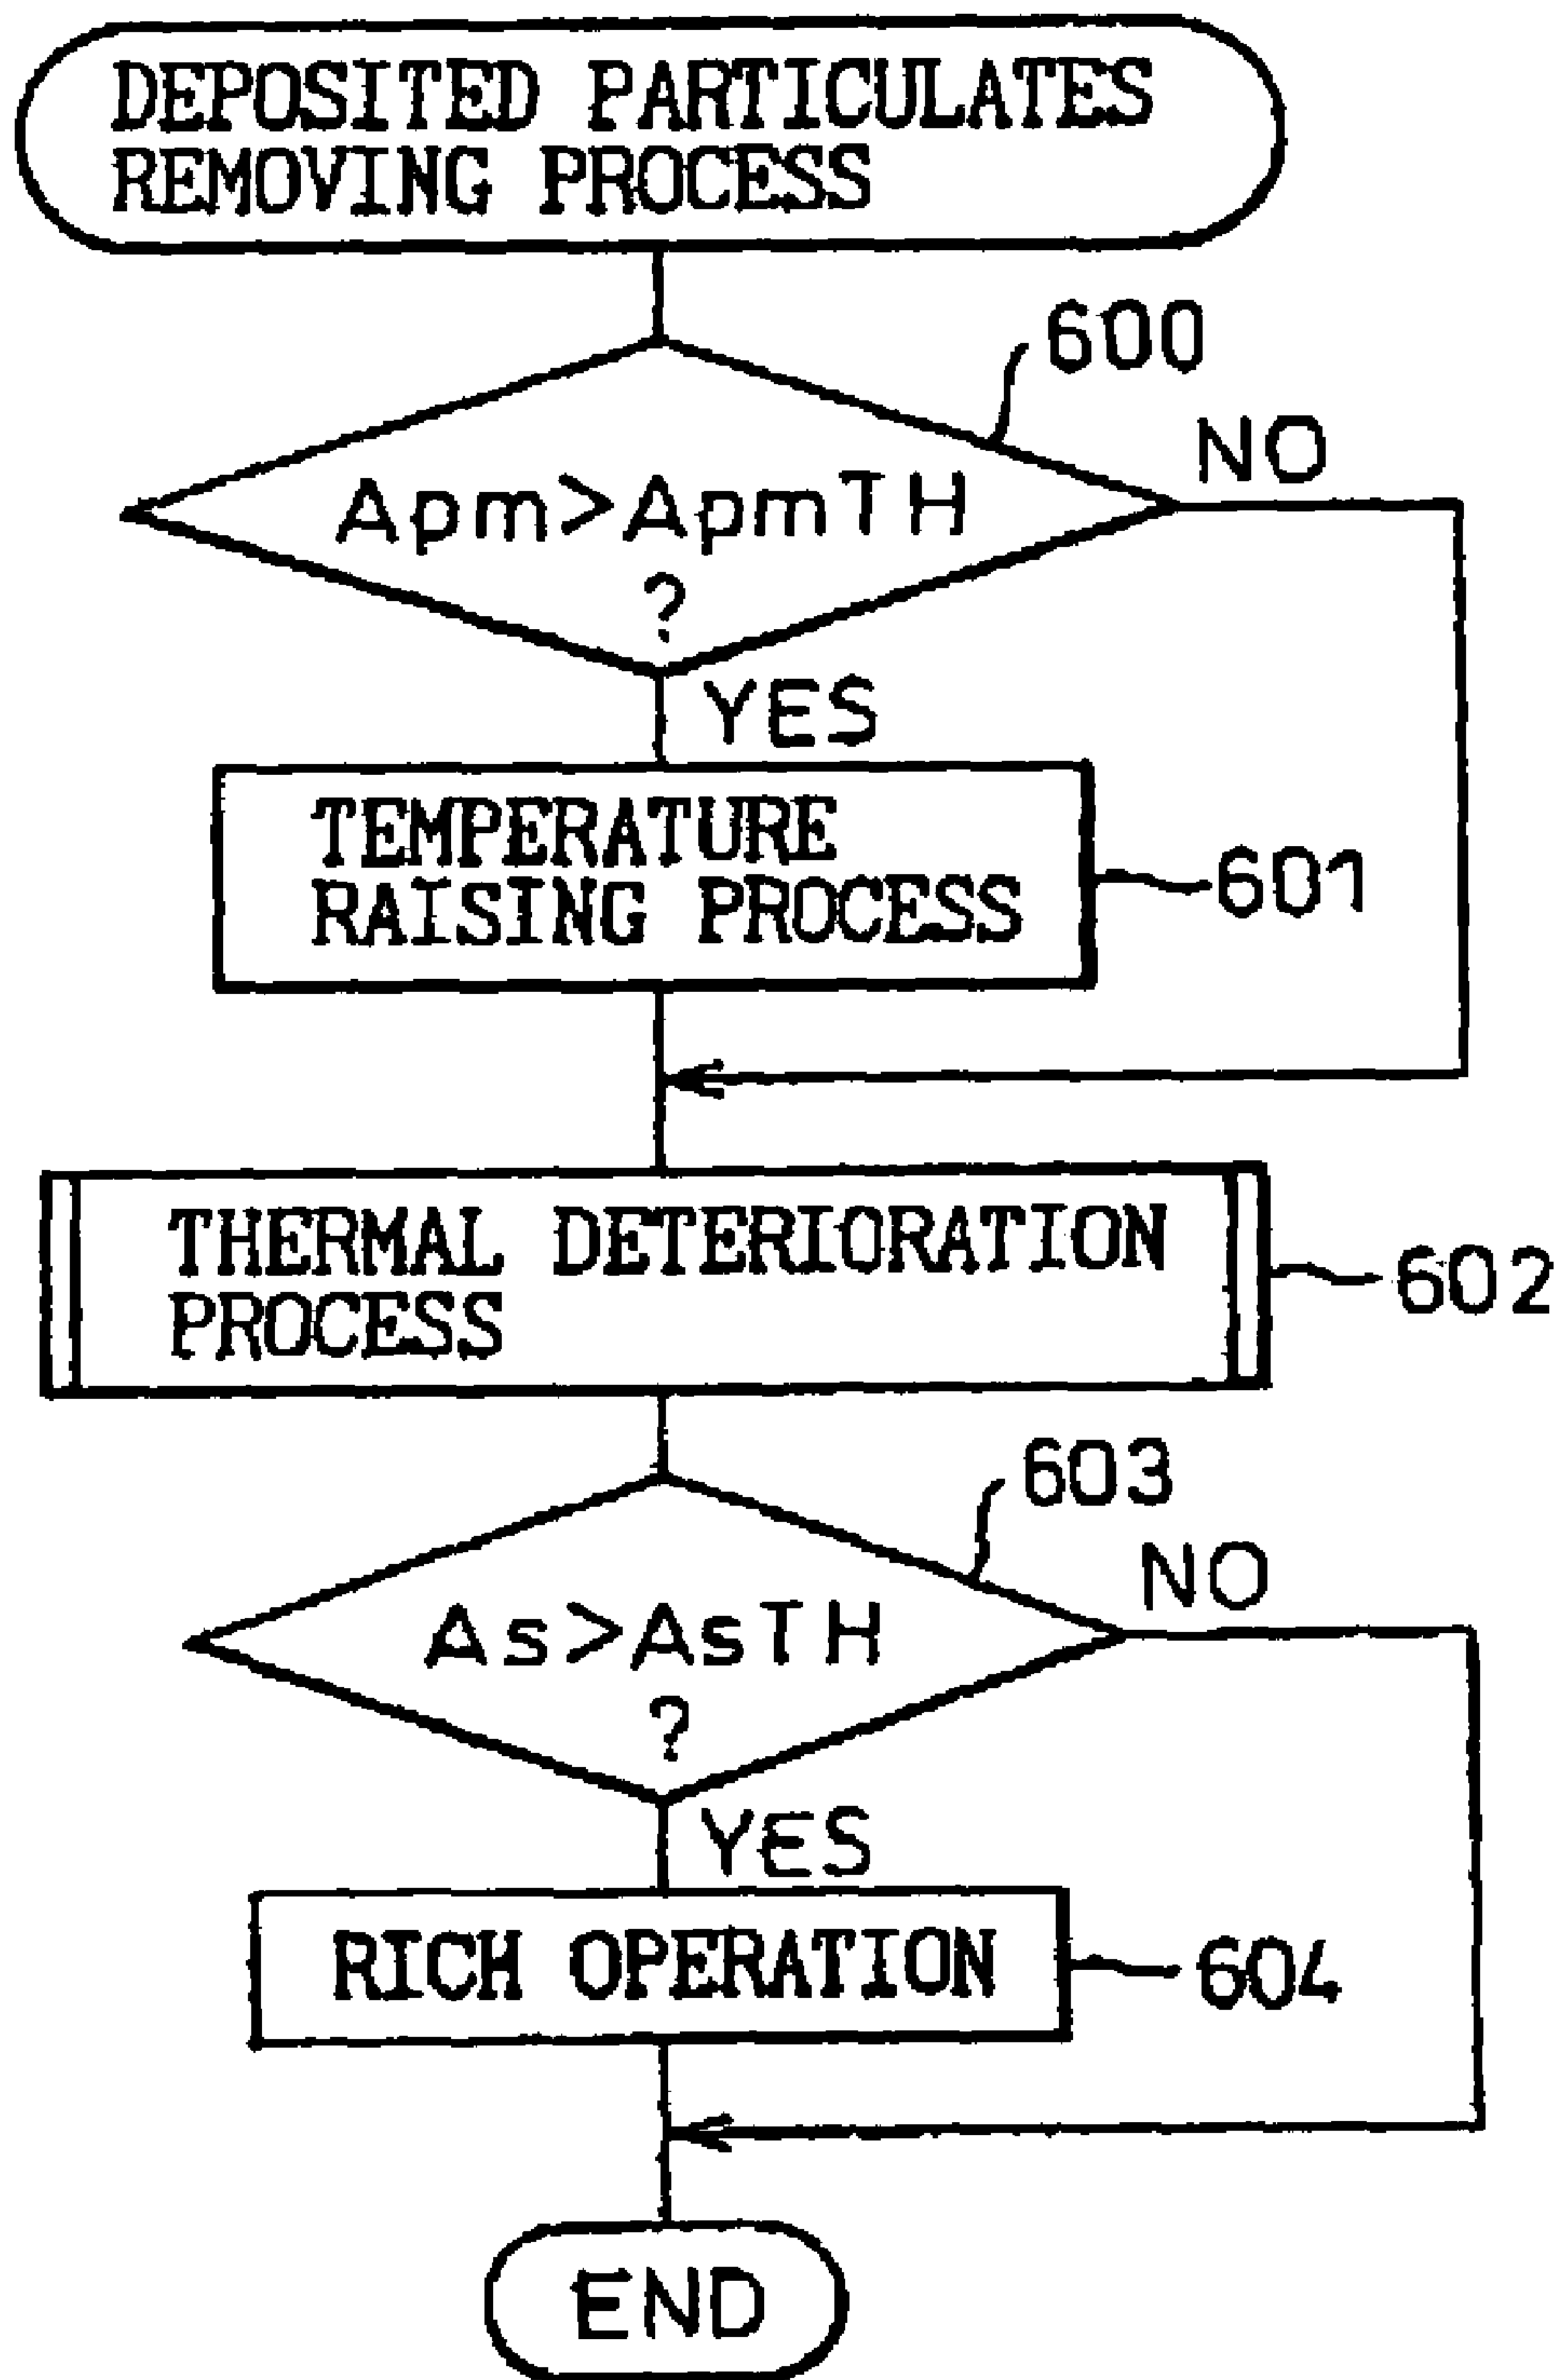 DEPOSITED PARTICULATES
REMOVING PROCESS
600
NO
Apm>ApmTH
?
YES
TEMPERATURE
RAISING PROCESS
601
THERMAL DETERIORATION
PROCESS
602
603
NO
As>AsTH
?
YES
RICH OPERATION
604
END